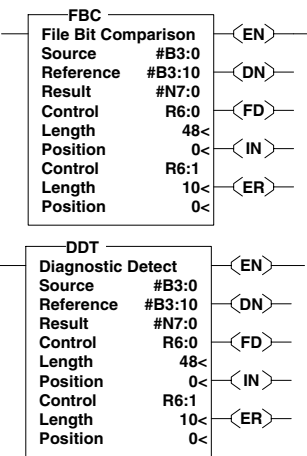 FBC
File Bit Comparison (EN)
Source #B3:0
Reference #B3:10 (DN)
Result #N7:0
Control R6:0 (FD)
Length 48<
Position 0< (IN)
Control R6:1
Length 10< (ER)
Position 0<
DDT
Diagnostic Detect (EN)
Source #B3:0
Reference #B3:10 (DN)
Result #N7:0
Control R6:0 (FD)
Length 48<
Position 0< (IN)
Control R6:1
Length 10< (ER)
Position 0<